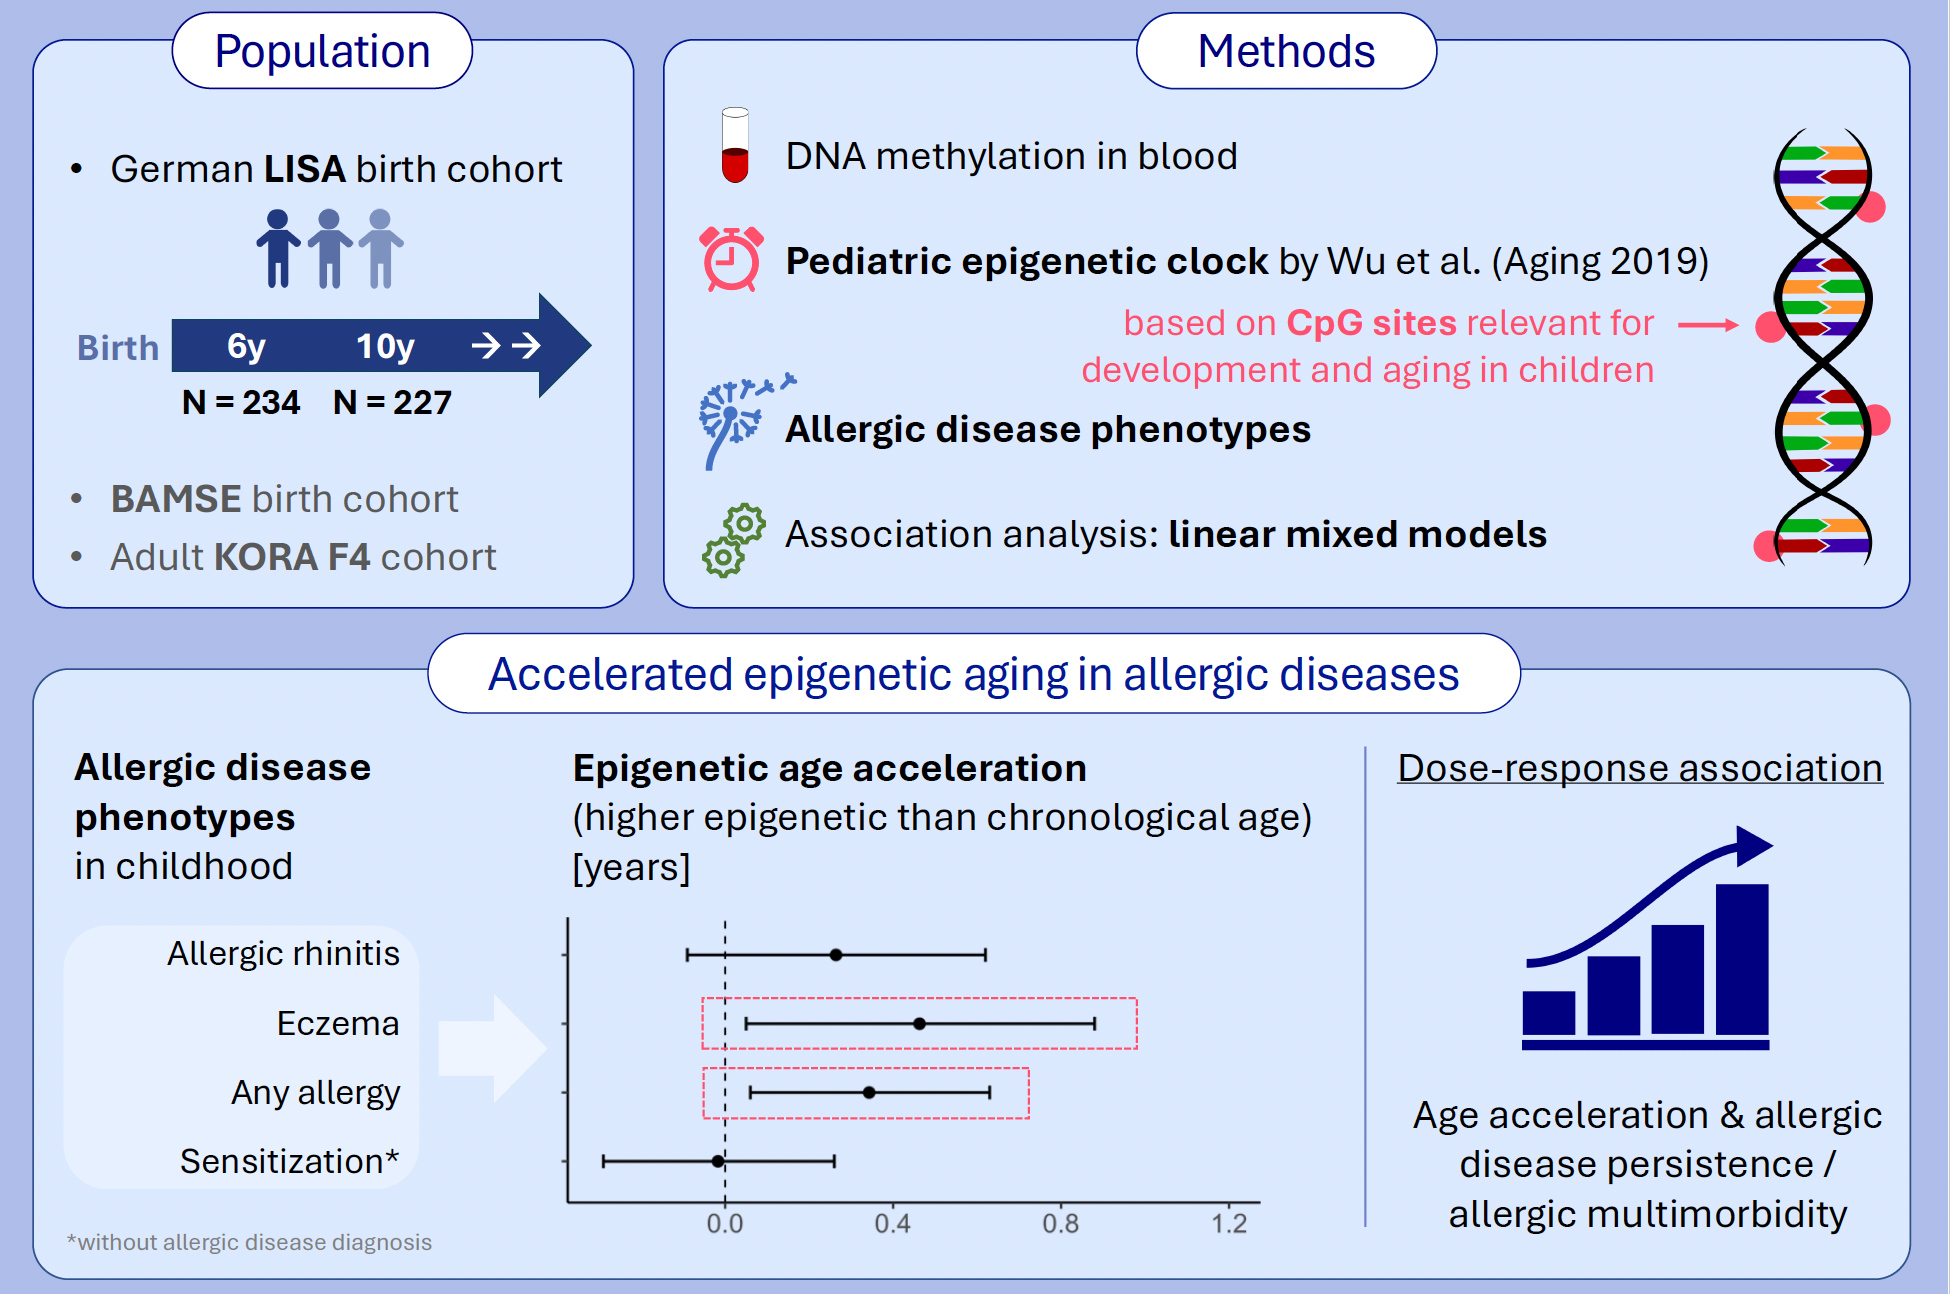 Population
• German LISA birth cohort
Birth 6y 10y
N = 234 N = 227
• BAMSE birth cohort
• Adult KORA F4 cohort
Methods
DNA methylation in blood
Pediatric epigenetic clock by Wu et al. (Aging 2019)
based on CpG sites relevant for
development and aging in children
Allergic disease phenotypes
Association analysis: linear mixed models
Accelerated epigenetic aging in allergic diseases
Allergic disease
phenotypes
in childhood
Allergic rhinitis
Eczema
Any allergy
Sensitization*
*without allergic disease diagnosis
Epigenetic age acceleration
(higher epigenetic than chronological age)
[years]
0.0 0.4 0.8 1.2
Dose-response association
Age acceleration & allergic
disease persistence /
allergic multimorbidity